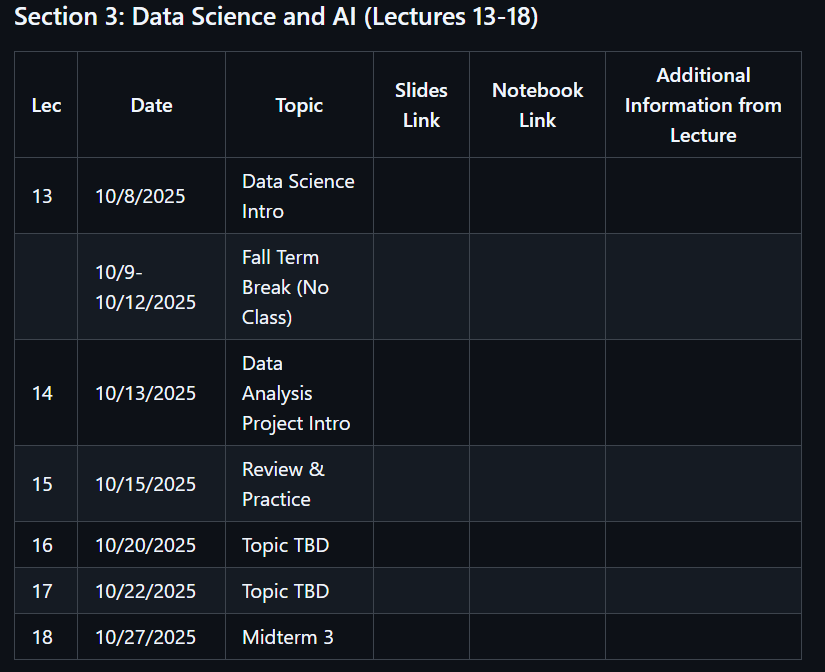 Section 3: Data Science and AI (Lectures 13-18)
Lec
Date
Topic
Slides
Link
Notebook
Link
Additional
Information from
Lecture
13
10/8/2025
Data Science
Intro
10/9-
10/12/2025
Fall Term
Break (No
Class)
14
10/13/2025
Data
Analysis
Project Intro
15
10/15/2025
Review &
Practice
16
10/20/2025
Topic TBD
17
10/22/2025
Topic TBD
18
10/27/2025
Midterm 3